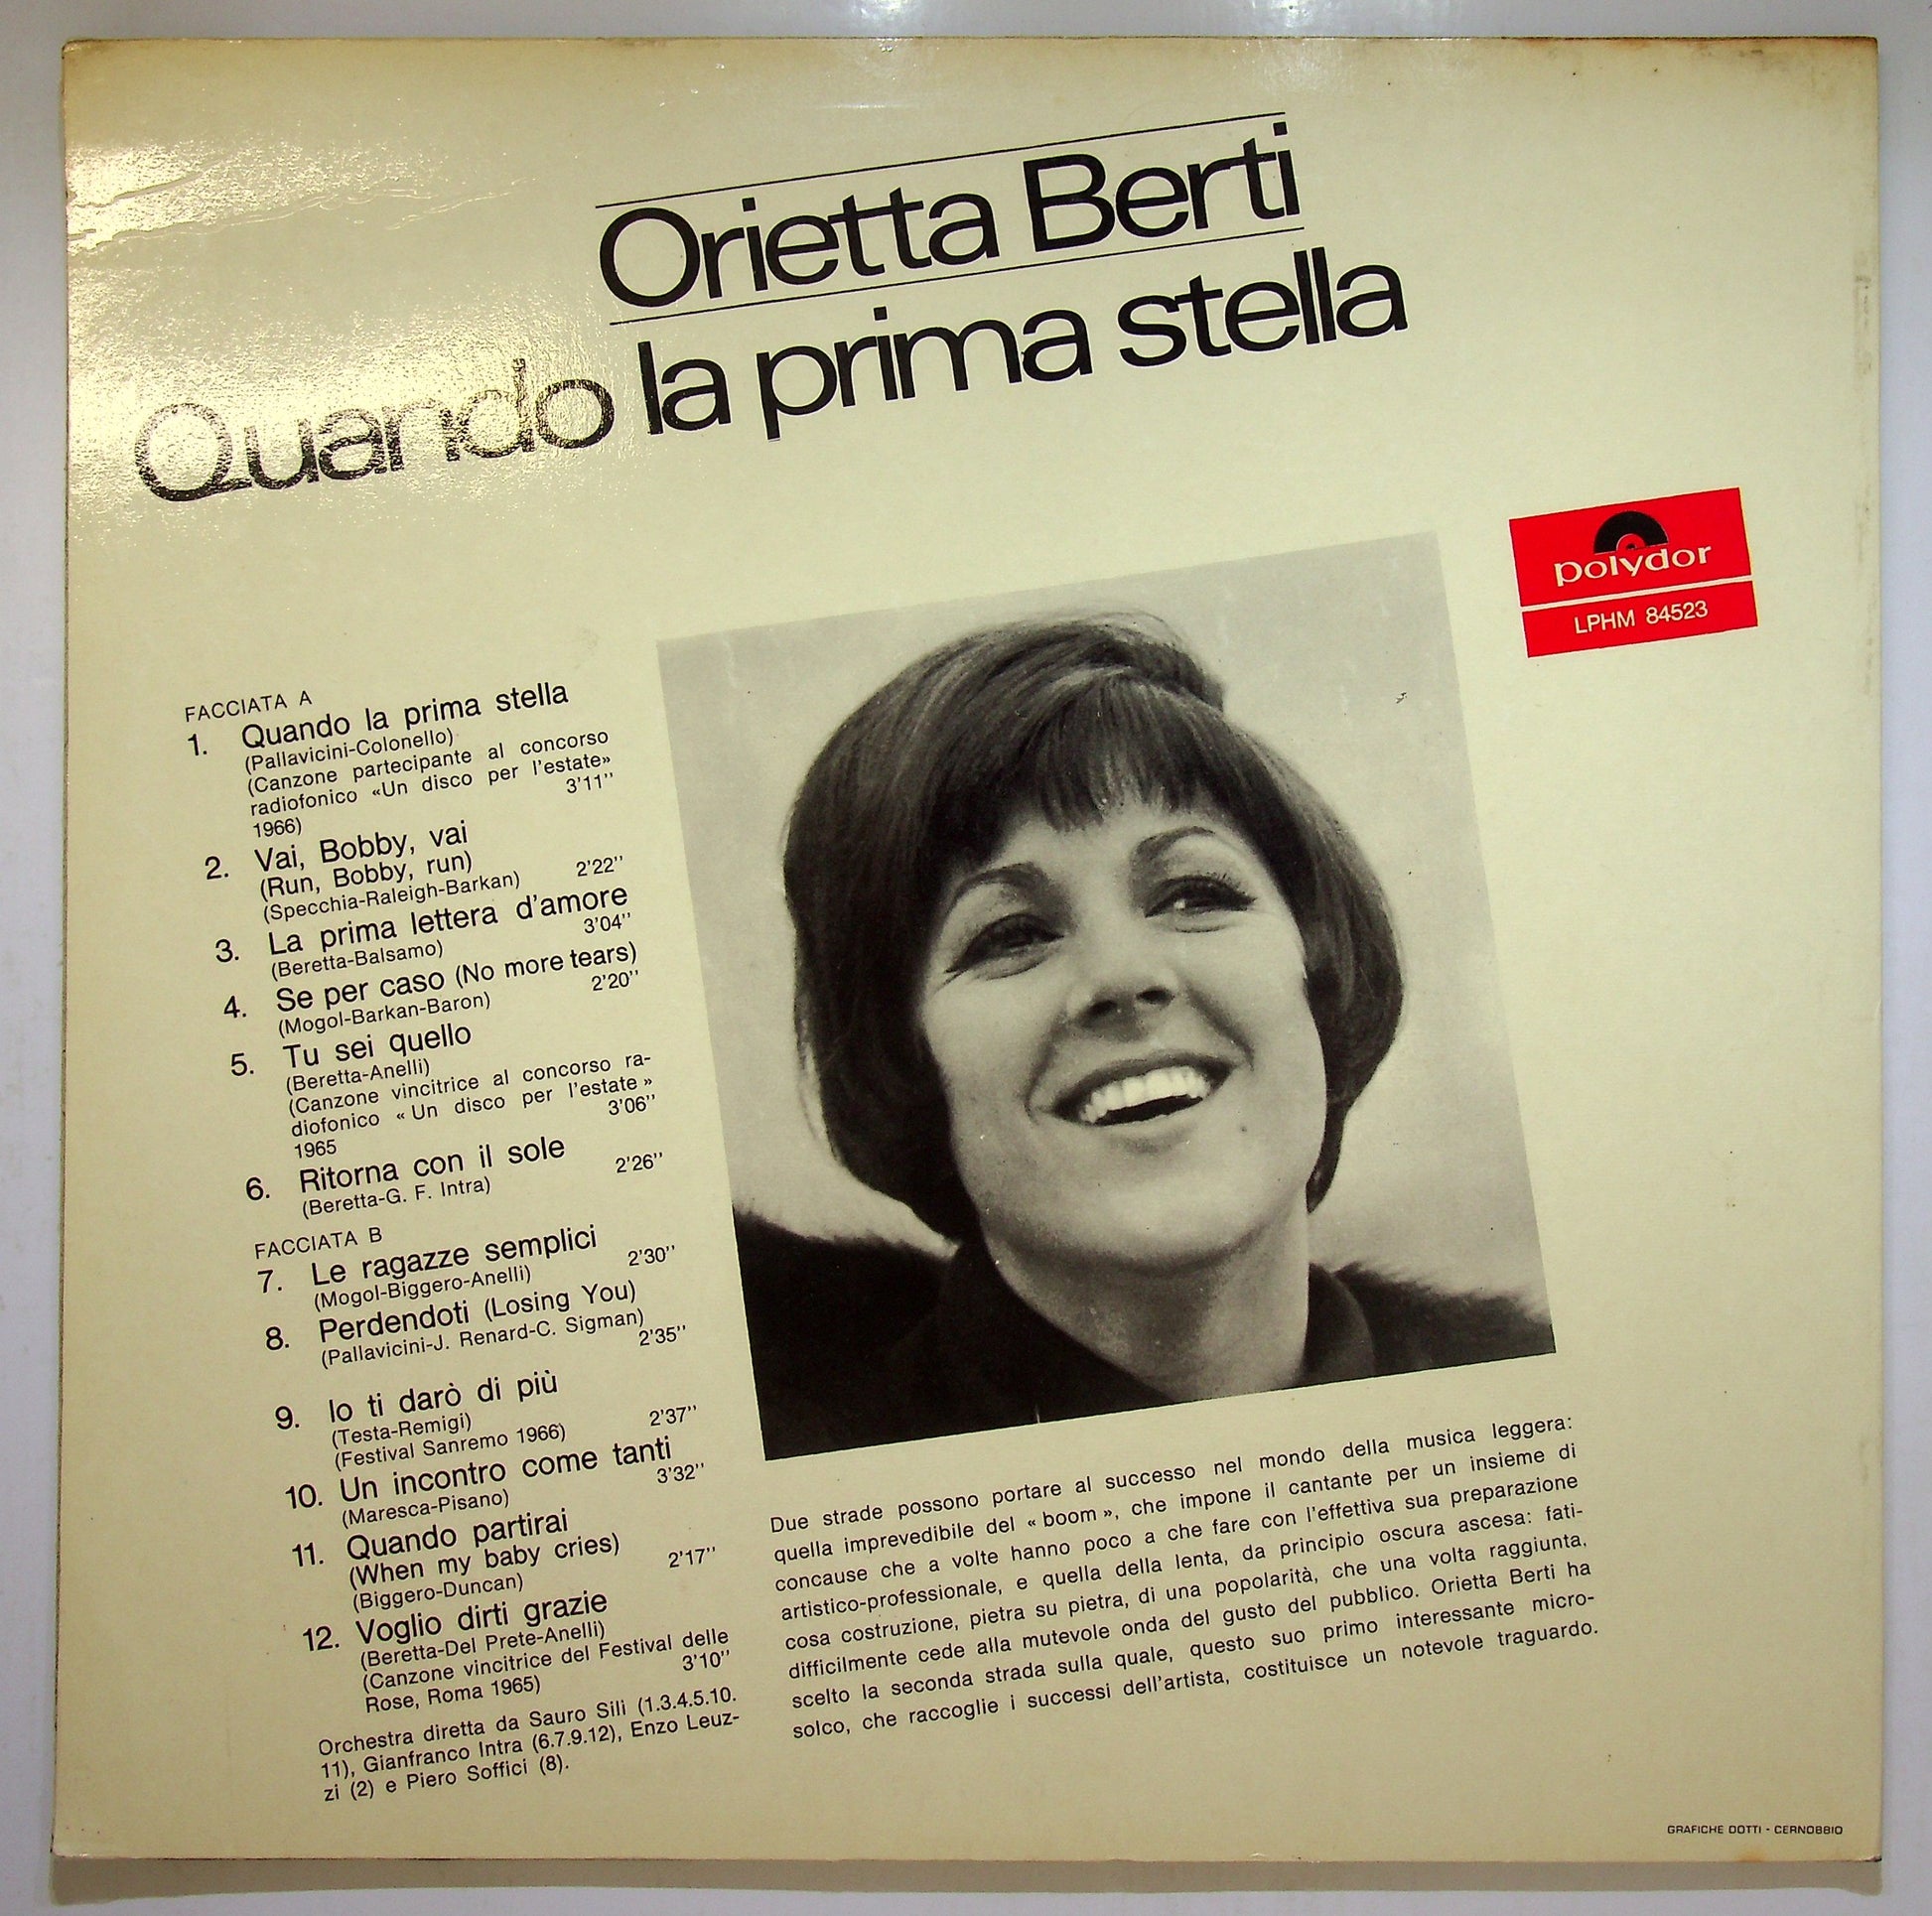 Orietta Berti
Quando la prima stella
polydor
LPHM 84523
FACCIATA A
1. Quando la prima stella
(Pallavicini-Colonello)
(Canzone partecipante al concorso
radiofonico «Un disco per l'estate»
1966) 3'11''
2. Vai, Bobby, vai
(Run, Bobby, run)
(Specchia-Raleigh-Barkan) 2'22''
3. La prima lettera d'amore
(Beretta-Balsamo) 3'04''
4. Se per caso (No more tears)
(Mogol-Barkan-Baron) 2'20''
5. Tu sei quello
(Beretta-Anelli)
(Canzone vincitrice al concorso ra-
diofonico « Un disco per l'estate »
1965 3'06''
6. Ritorna con il sole
(Beretta-G. F. Intra) 2'26''
FACCIATA B
7. Le ragazze semplici
(Mogol-Biggero-Anelli) 2'30''
8. Perdendoti (Losing You)
(Pallavicini-J. Renard-C. Sigman)
2'35''
9. Io ti darò di più
(Testa-Remigi)
(Festival Sanremo 1966) 2'37''
10. Un incontro come tanti
(Maresca-Pisano) 3'32''
11. Quando partirai
(When my baby cries)
(Biggero-Duncan) 2'17''
12. Voglio dirti grazie
(Beretta-Del Prete-Anelli)
(Canzone vincitrice del Festival delle
Rose, Roma 1965) 3'10''
Orchestra diretta da Sauro Sili (1.3.4.5.10.
11), Gianfranco Intra (6.7.9.12), Enzo Leuz-
zi (2) e Piero Soffici (8).
Due strade possono portare al successo nel mondo della musica leggera:
quella imprevedibile del « boom », che impone il cantante per un insieme di
concause che a volte hanno poco a che fare con l'effettiva sua preparazione
artistico-professionale, e quella della lenta, da principio oscura ascesa: fati-
cosa costruzione, pietra su pietra, di una popolarità, che una volta raggiunta,
difficilmente cede alla mutevole onda del gusto del pubblico. Orietta Berti ha
scelto la seconda strada sulla quale, questo suo primo interessante micro-
solco, che raccoglie i successi dell'artista, costituisce un notevole traguardo.
GRAFICHE DOTTI - CERNOBBIO